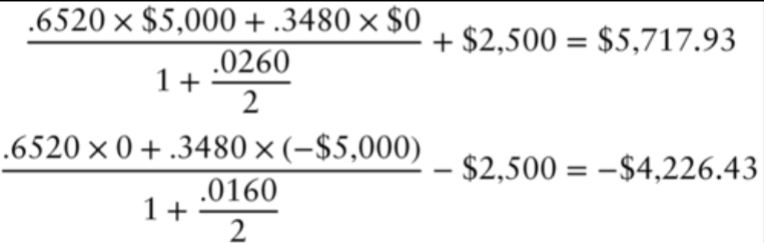 .6520 × $5,000 + .3480 × $0
1 + .0260
2
+ $2,500 = $5,717.93
.6520 × 0 + .3480 × (−$5,000)
1 + .0160
2
− $2,500 = −$4,226.43